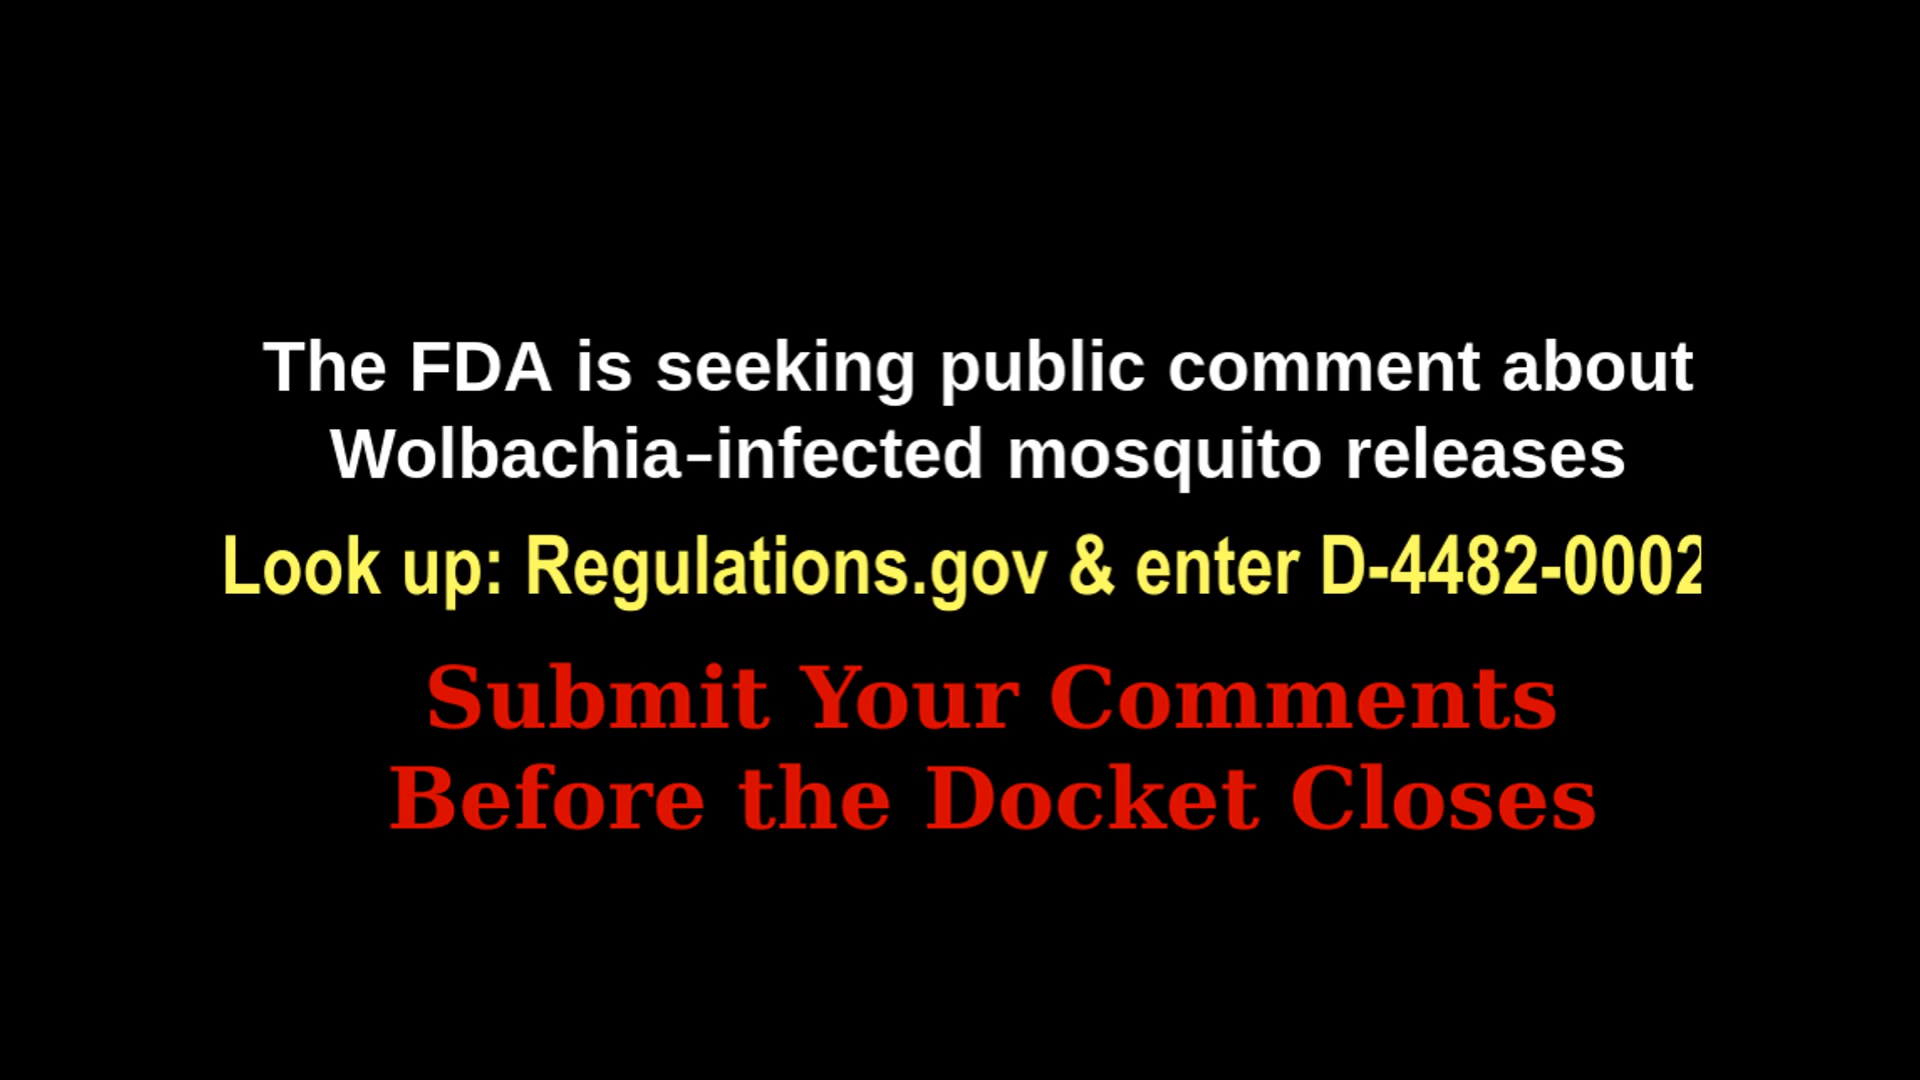 The FDA is seeking public comment about
Wolbachia-infected mosquito releases
Look up: Regulations.gov & enter D-4482-0002
Submit Your Comments
Before the Docket Closes